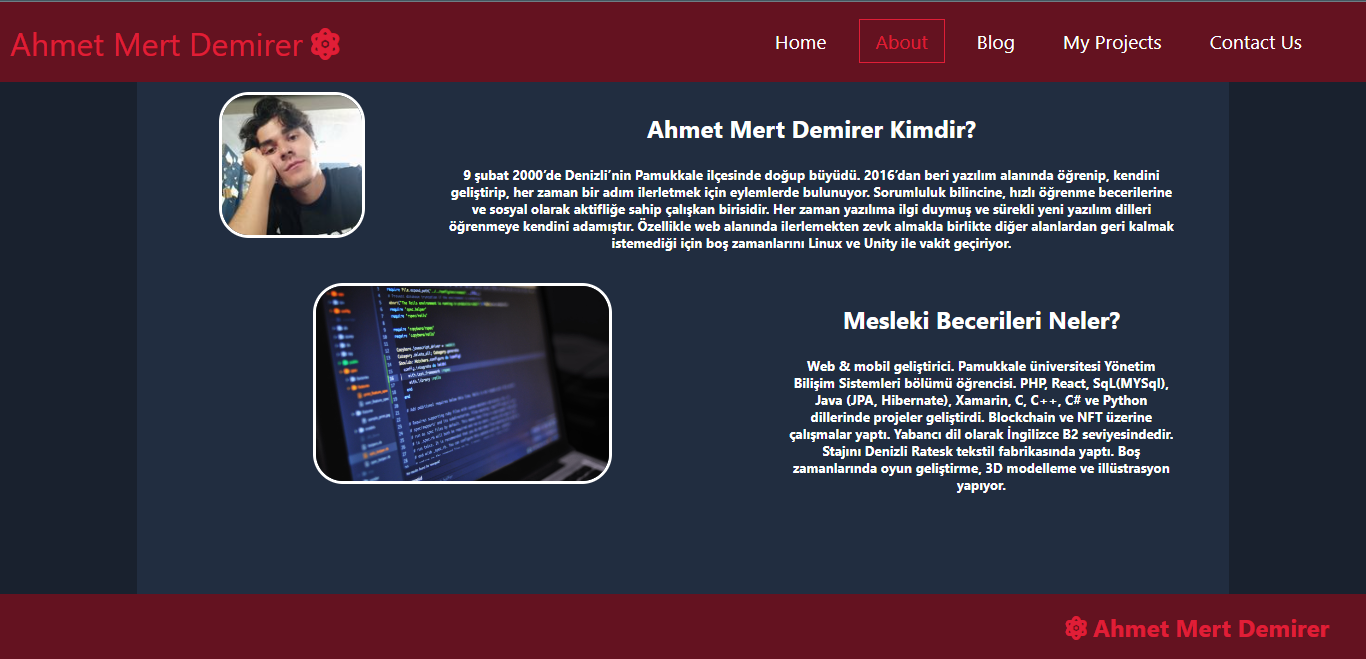 Ahmet Mert Demirer
Home About Blog My Projects Contact Us
Ahmet Mert Demirer Kimdir?
9 şubat 2000’de Denizli’nin Pamukkale ilçesinde doğup büyüdü. 2016’dan beri yazılım alanında öğrenip, kendini
geliştirip, her zaman bir adım ilerletmek için eylemlerde bulunuyor. Sorumluluk bilincine, hızlı öğrenme becerilerine
ve sosyal olarak aktifliğe sahip çalışkan birisidir. Her zaman yazılıma ilgi duymuş ve sürekli yeni yazılım dilleri
öğrenmeye kendini adamıştır. Özellikle web alanında ilerlemekten zevk almakla birlikte diğer alanlardan geri kalmak
istemediği için boş zamanlarını Linux ve Unity ile vakit geçiriyor.
Mesleki Becerileri Neler?
Web & mobil geliştirici. Pamukkale üniversitesi Yönetim
Bilişim Sistemleri bölümü öğrencisi. PHP, React, SqL(MYSql),
Java (JPA, Hibernate), Xamarin, C, C++, C# ve Python
dillerinde projeler geliştirdi. Blockchain ve NFT üzerine
çalışmalar yaptı. Yabancı dil olarak İngilizce B2 seviyesindedir.
Stajını Denizli Ratesk tekstil fabrikasında yaptı. Boş
zamanlarında oyun geliştirme, 3D modelleme ve illüstrasyon
yapıyor.
Ahmet Mert Demirer